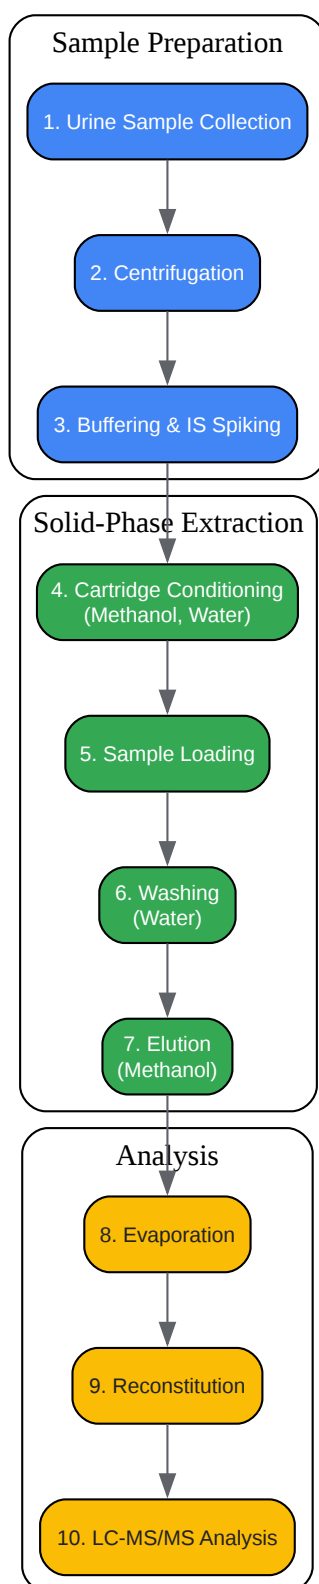 Sample Preparation
1. Urine Sample Collection
2. Centrifugation
3. Buffering & IS Spiking
Solid-Phase Extraction
4. Cartridge Conditioning
(Methanol, Water)
5. Sample Loading
6. Washing
(Water)
7. Elution
(Methanol)
Analysis
8. Evaporation
9. Reconstitution
10. LC-MS/MS Analysis